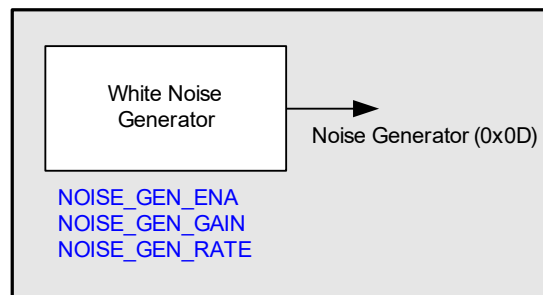 White Noise
Generator
Noise Generator (0x0D)
NOISE_GEN_ENA
NOISE_GEN_GAIN
NOISE_GEN_RATE